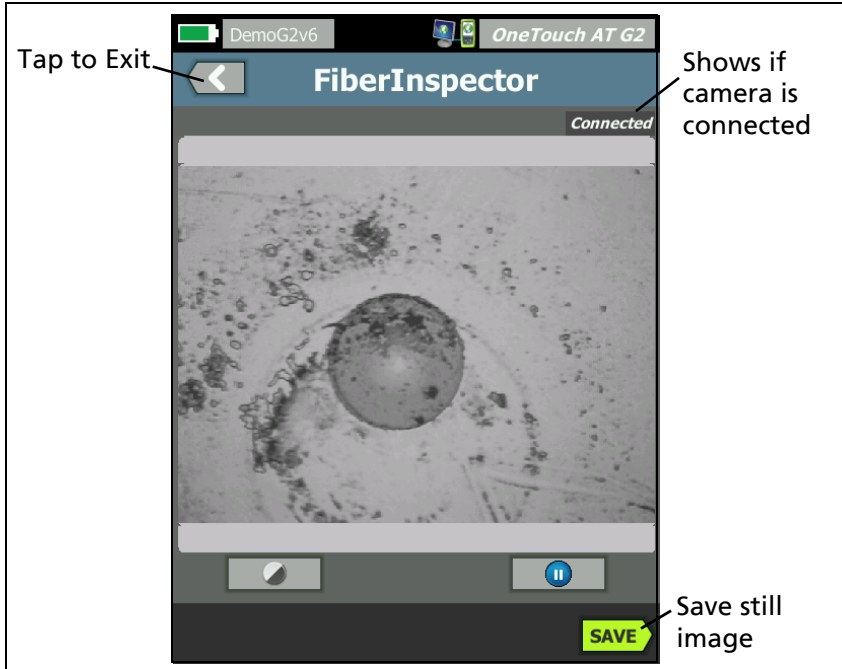 DemoG2v6
OneTouch AT G2
Tap to Exit
FiberInspector
Shows if
camera is
connected
Connected
Save still
image
SAVE